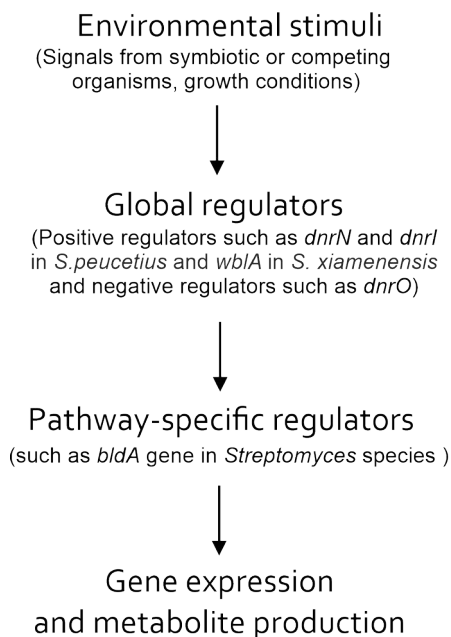 Environmental stimuli
(Signals from symbiotic or competing
organisms, growth conditions)
Global regulators
(Positive regulators such as dnrN and dnrI
in S.peucetius and wblA in S. xiamenensis
and negative regulators such as dnrO)
Pathway-specific regulators
(such as bldA gene in Streptomyces species )
Gene expression
and metabolite production